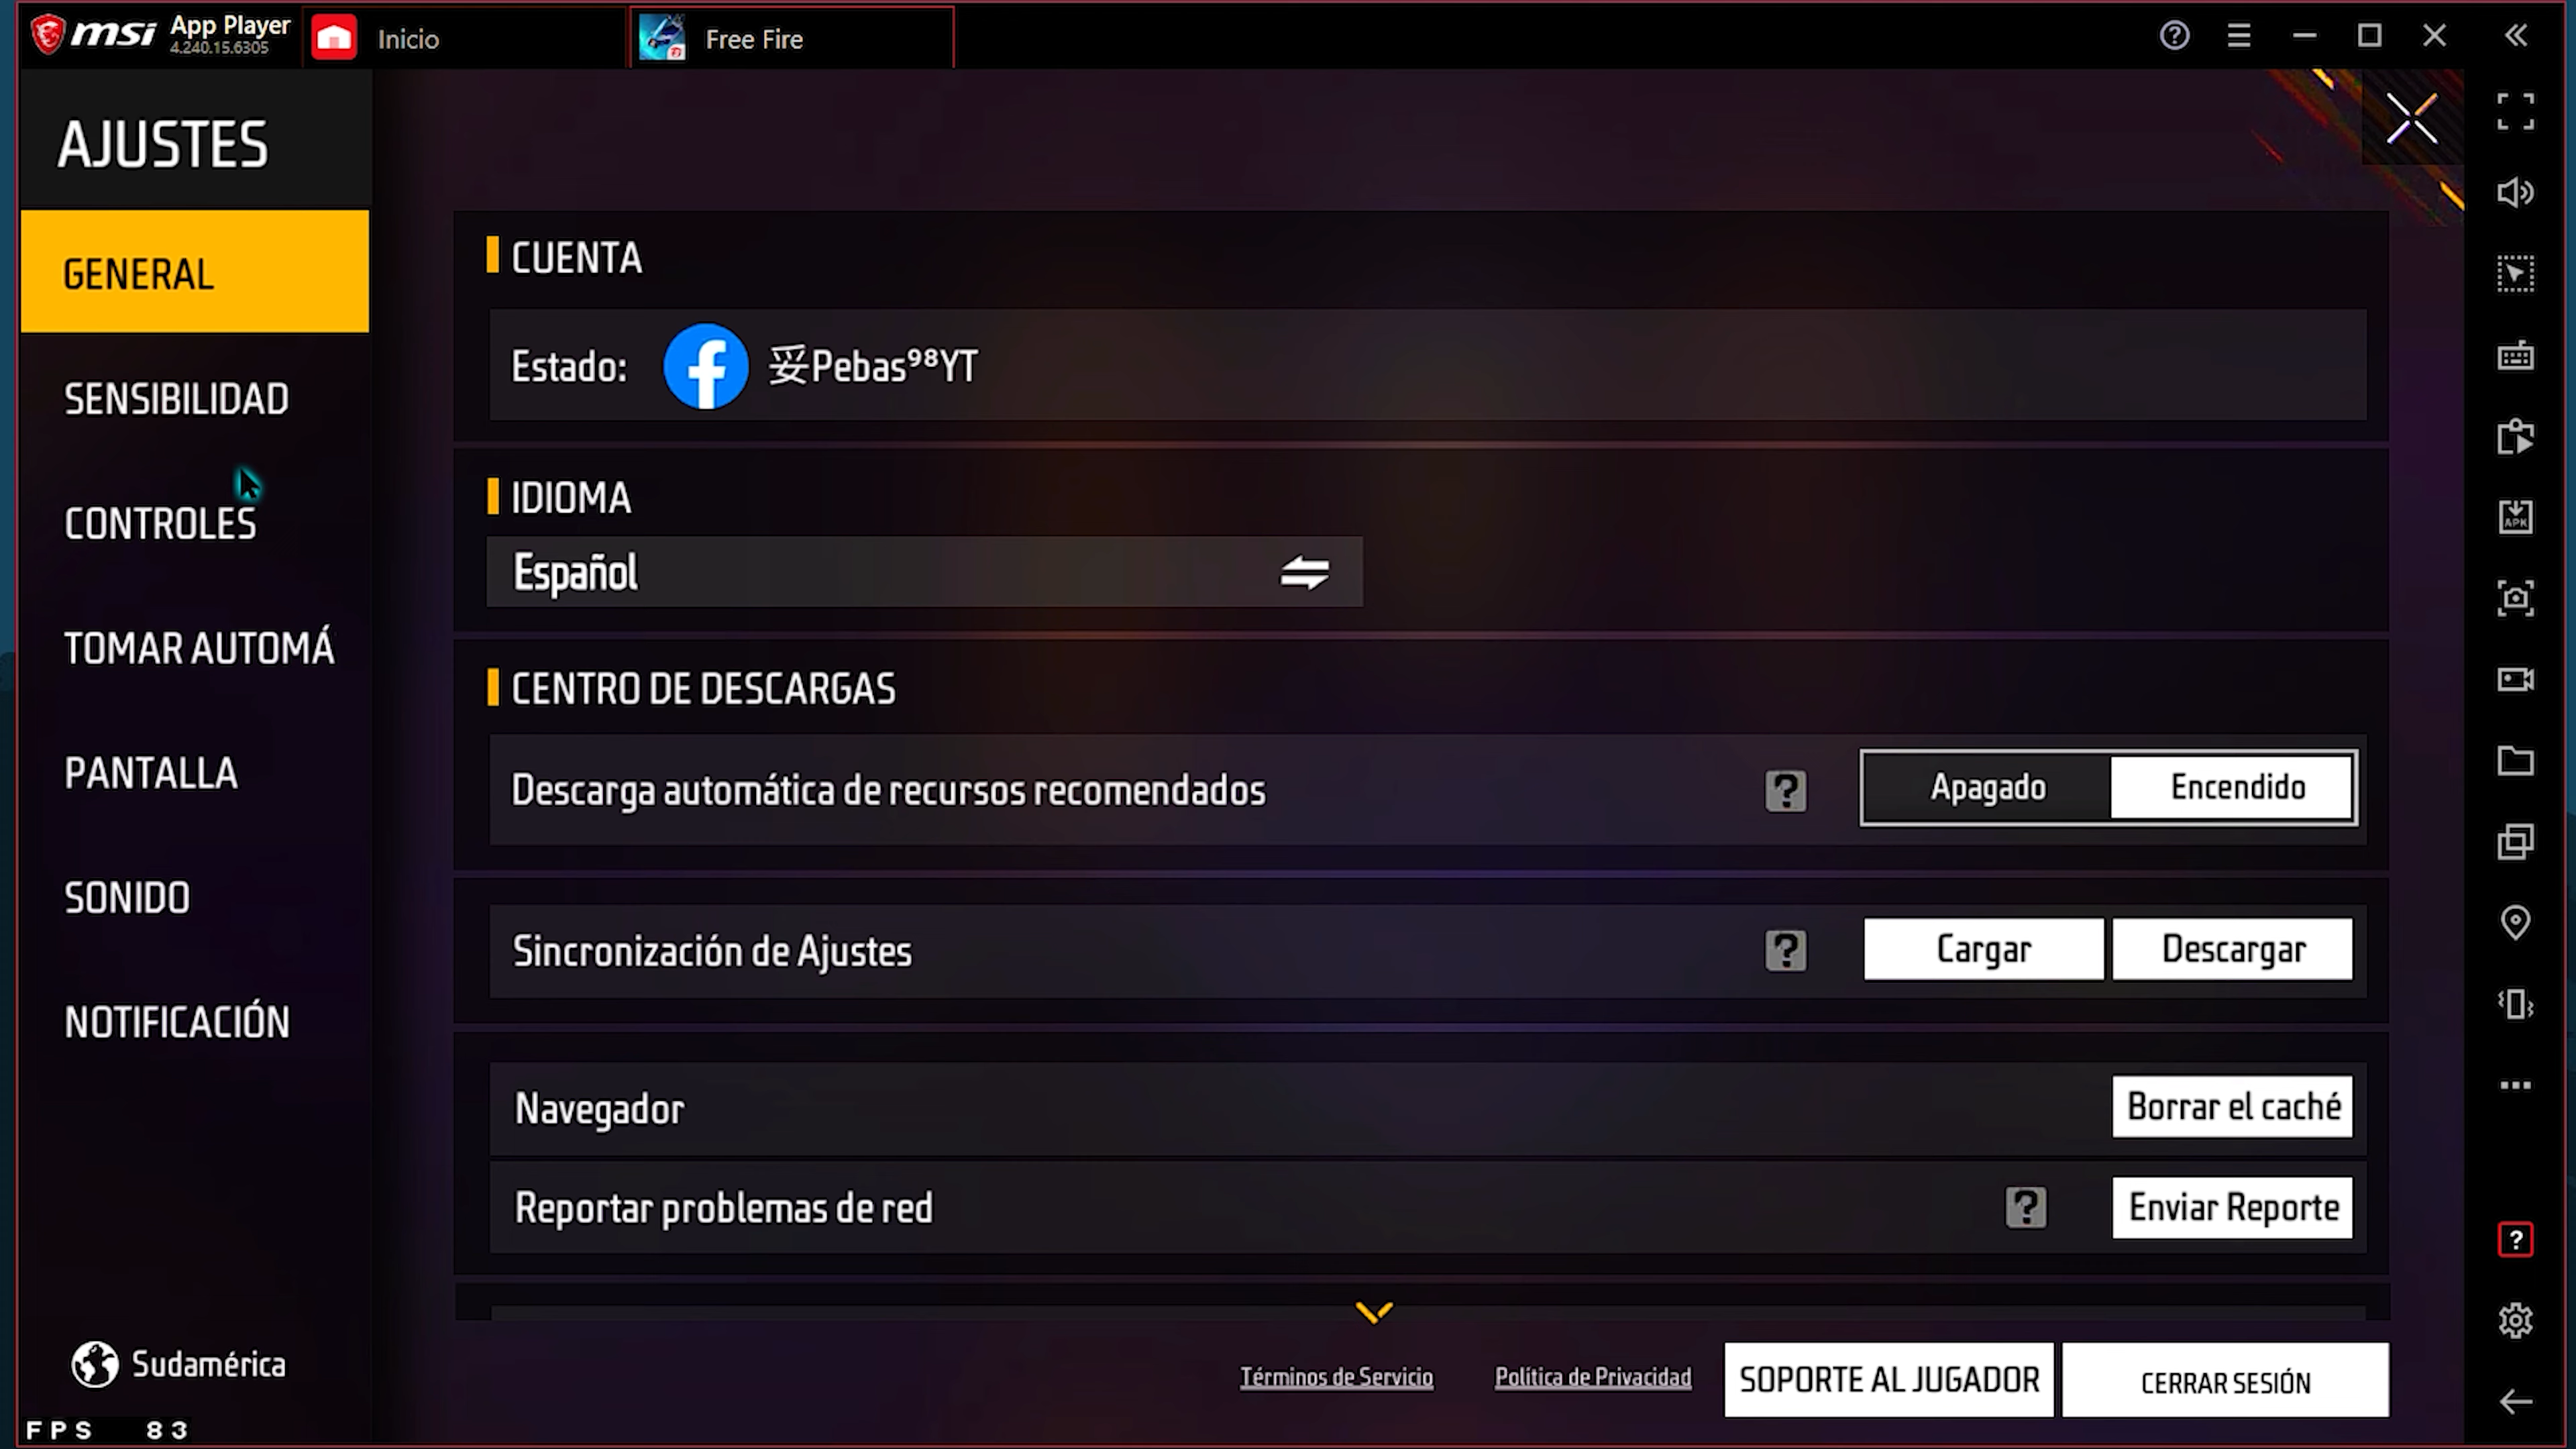 msi App Player
4.240.15.6305
Inicio
Free Fire
AJUSTES
GENERAL
SENSIBILIDAD
CONTROLES
TOMAR AUTOMÁ
PANTALLA
SONIDO
NOTIFICACIÓN
Sudamérica
FPS 83
CUENTA
Estado: 妥Pebas⁹⁸YT
IDIOMA
Español
CENTRO DE DESCARGAS
Descarga automática de recursos recomendados ? Apagado Encendido
Sincronización de Ajustes ? Cargar Descargar
Navegador Borrar el caché
Reportar problemas de red ? Enviar Reporte
Términos de Servicio Política de Privacidad SOPORTE AL JUGADOR CERRAR SESIÓN
APK
?